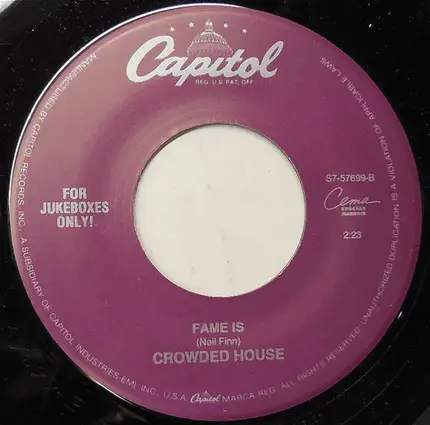 Capitol
REG. U.S. PAT. OFF.
FOR
JUKEBOXES
ONLY!
S7-57699-B
Cema
SPECIAL
MARKETS
2:23
FAME IS
(Neil Finn)
CROWDED HOUSE
MANUFACTURED BY CAPITOL RECORDS, INC., A SUBSIDIARY OF CAPITOL INDUSTRIES-EMI, INC., U.S.A. Capitol MARCA REG. ALL RIGHTS RESERVED. UNAUTHORIZED DUPLICATION IS A VIOLATION OF APPLICABLE LAWS.